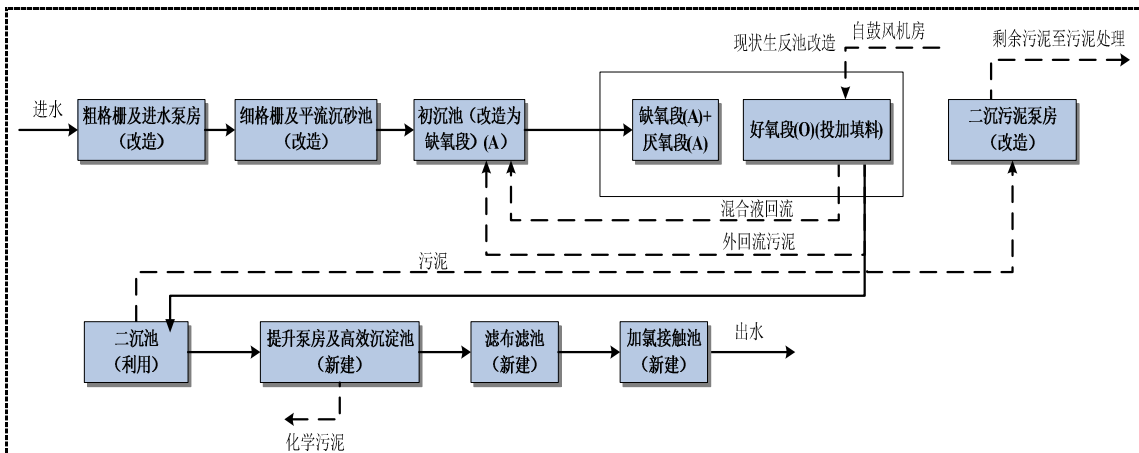 自鼓风机房
现状生反池改造
剩余污泥至污泥处理
进水
粗格栅及进水泵房
（改造）
细格栅及平流沉砂池
（改造）
初沉池（改造为
缺氧段）(A）
缺氧段(A)+
厌氧段(A)
好氧段(O)(投加填料)
二沉污泥泵房
（改造）
混合液回流
外回流污泥
污泥
二沉池
（利用）
提升泵房及高效沉淀池
（新建）
滤布滤池
（新建）
加氯接触池
（新建）
出水
化学污泥